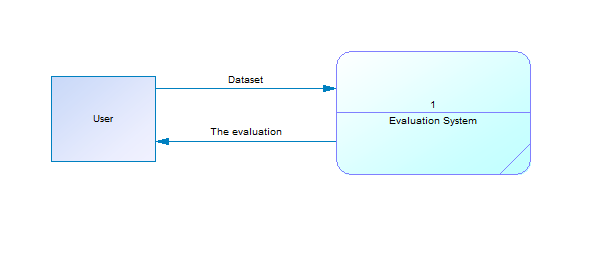 Dataset
1
User
Evaluation System
The evaluation